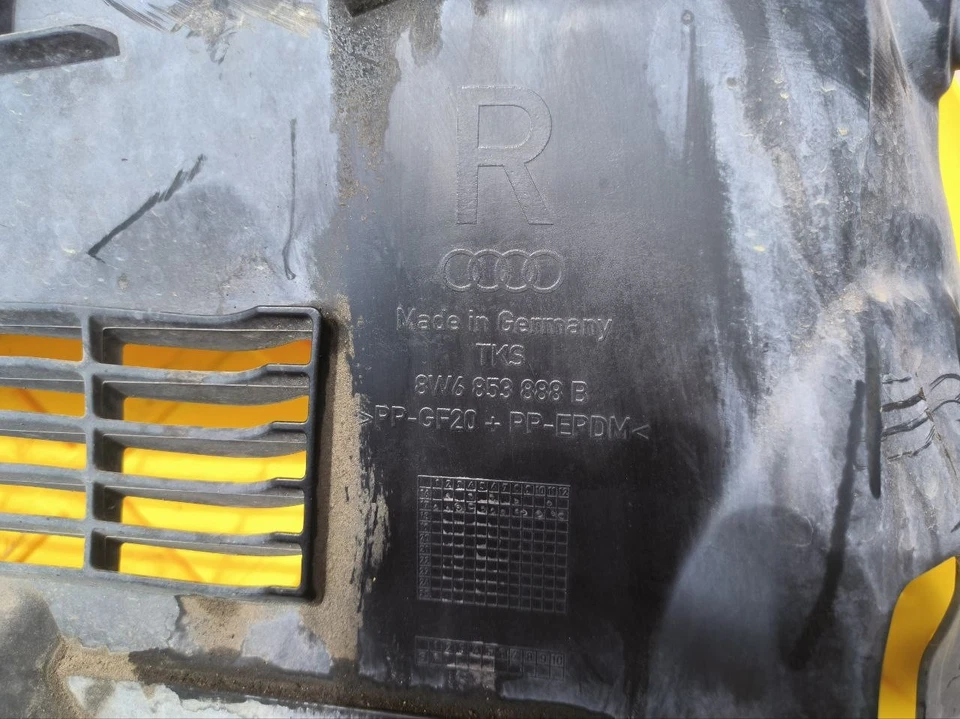 R
Made in Germany
TKS
8W6 853 888 B
>PP-GF20 + PP-EPDM<